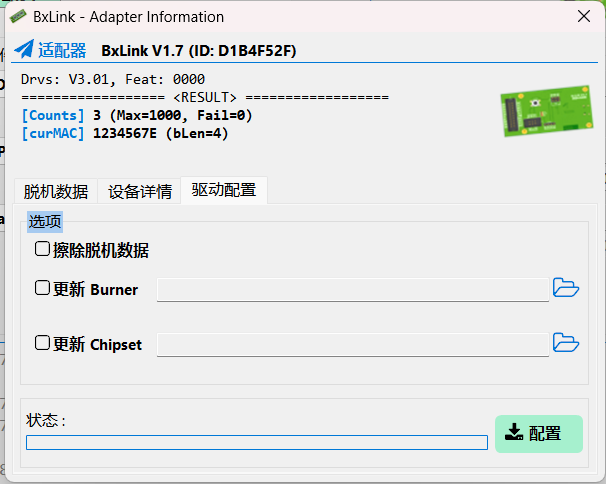 BxLink - Adapter Information
适配器 BxLink V1.7 (ID: D1B4F52F)
Drvs: V3.01, Feat: 0000
================== <RESULT> ==================
[Counts] 3 (Max=1000, Fail=0)
[curMAC] 1234567E (bLen=4)
脱机数据 设备详情 驱动配置
选项
擦除脱机数据
更新 Burner
更新 Chipset
状态 :
配置